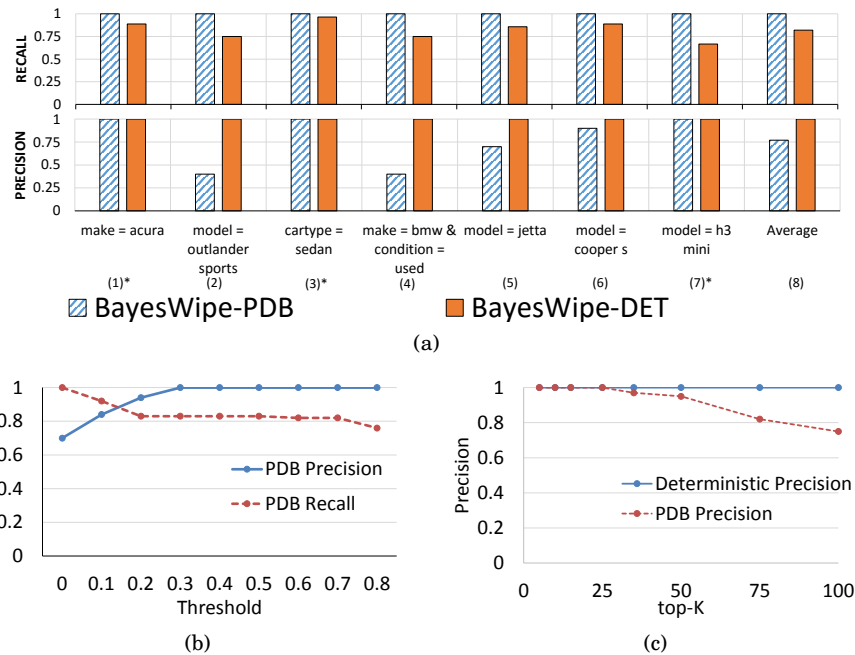 1
0.75
0.5
0.25
0
RECALL
1
0.75
0.5
0.25
0
PRECISION
make = acura
model = outlander sports
cartype = sedan
make = bmw & condition = used
model = jetta
model = cooper s
model = h3 mini
Average
(1)*
(2)
(3)*
(4)
(5)
(6)
(7)*
(8)
BayesWipe-PDB
BayesWipe-DET
(a)
1
0.8
0.6
0.4
0.2
0
PDB Precision
PDB Recall
0 0.1 0.2 0.3 0.4 0.5 0.6 0.7 0.8
Threshold
(b)
1
0.8
0.6
0.4
0.2
0
Precision
Deterministic Precision
PDB Precision
0 25 50 75 100
top-K
(c)